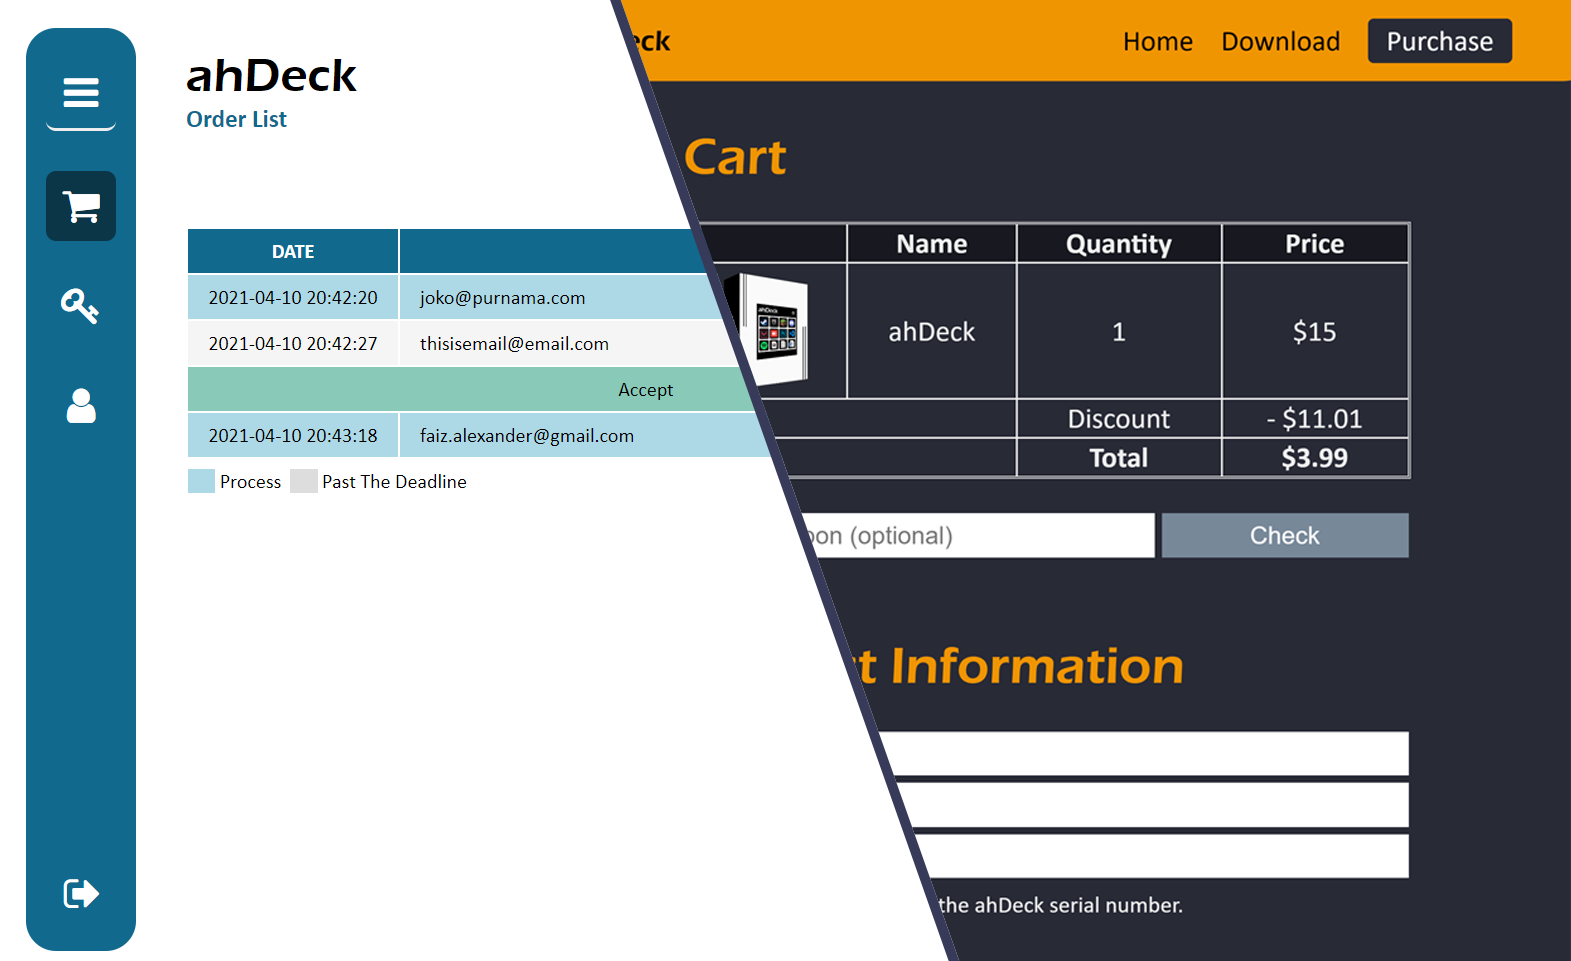 ahDeck
Order List
DATE
2021-04-10 20:42:20 joko@purnama.com
2021-04-10 20:42:27 thisisemail@email.com
Accept
2021-04-10 20:43:18 faiz.alexander@gmail.com
Process Past The Deadline
eck Home Download Purchase
Cart
Name Quantity Price
ahDeck
ahDeck 1 $15
Discount - $11.01
Total $3.99
(optional) Check
t Information
the ahDeck serial number.